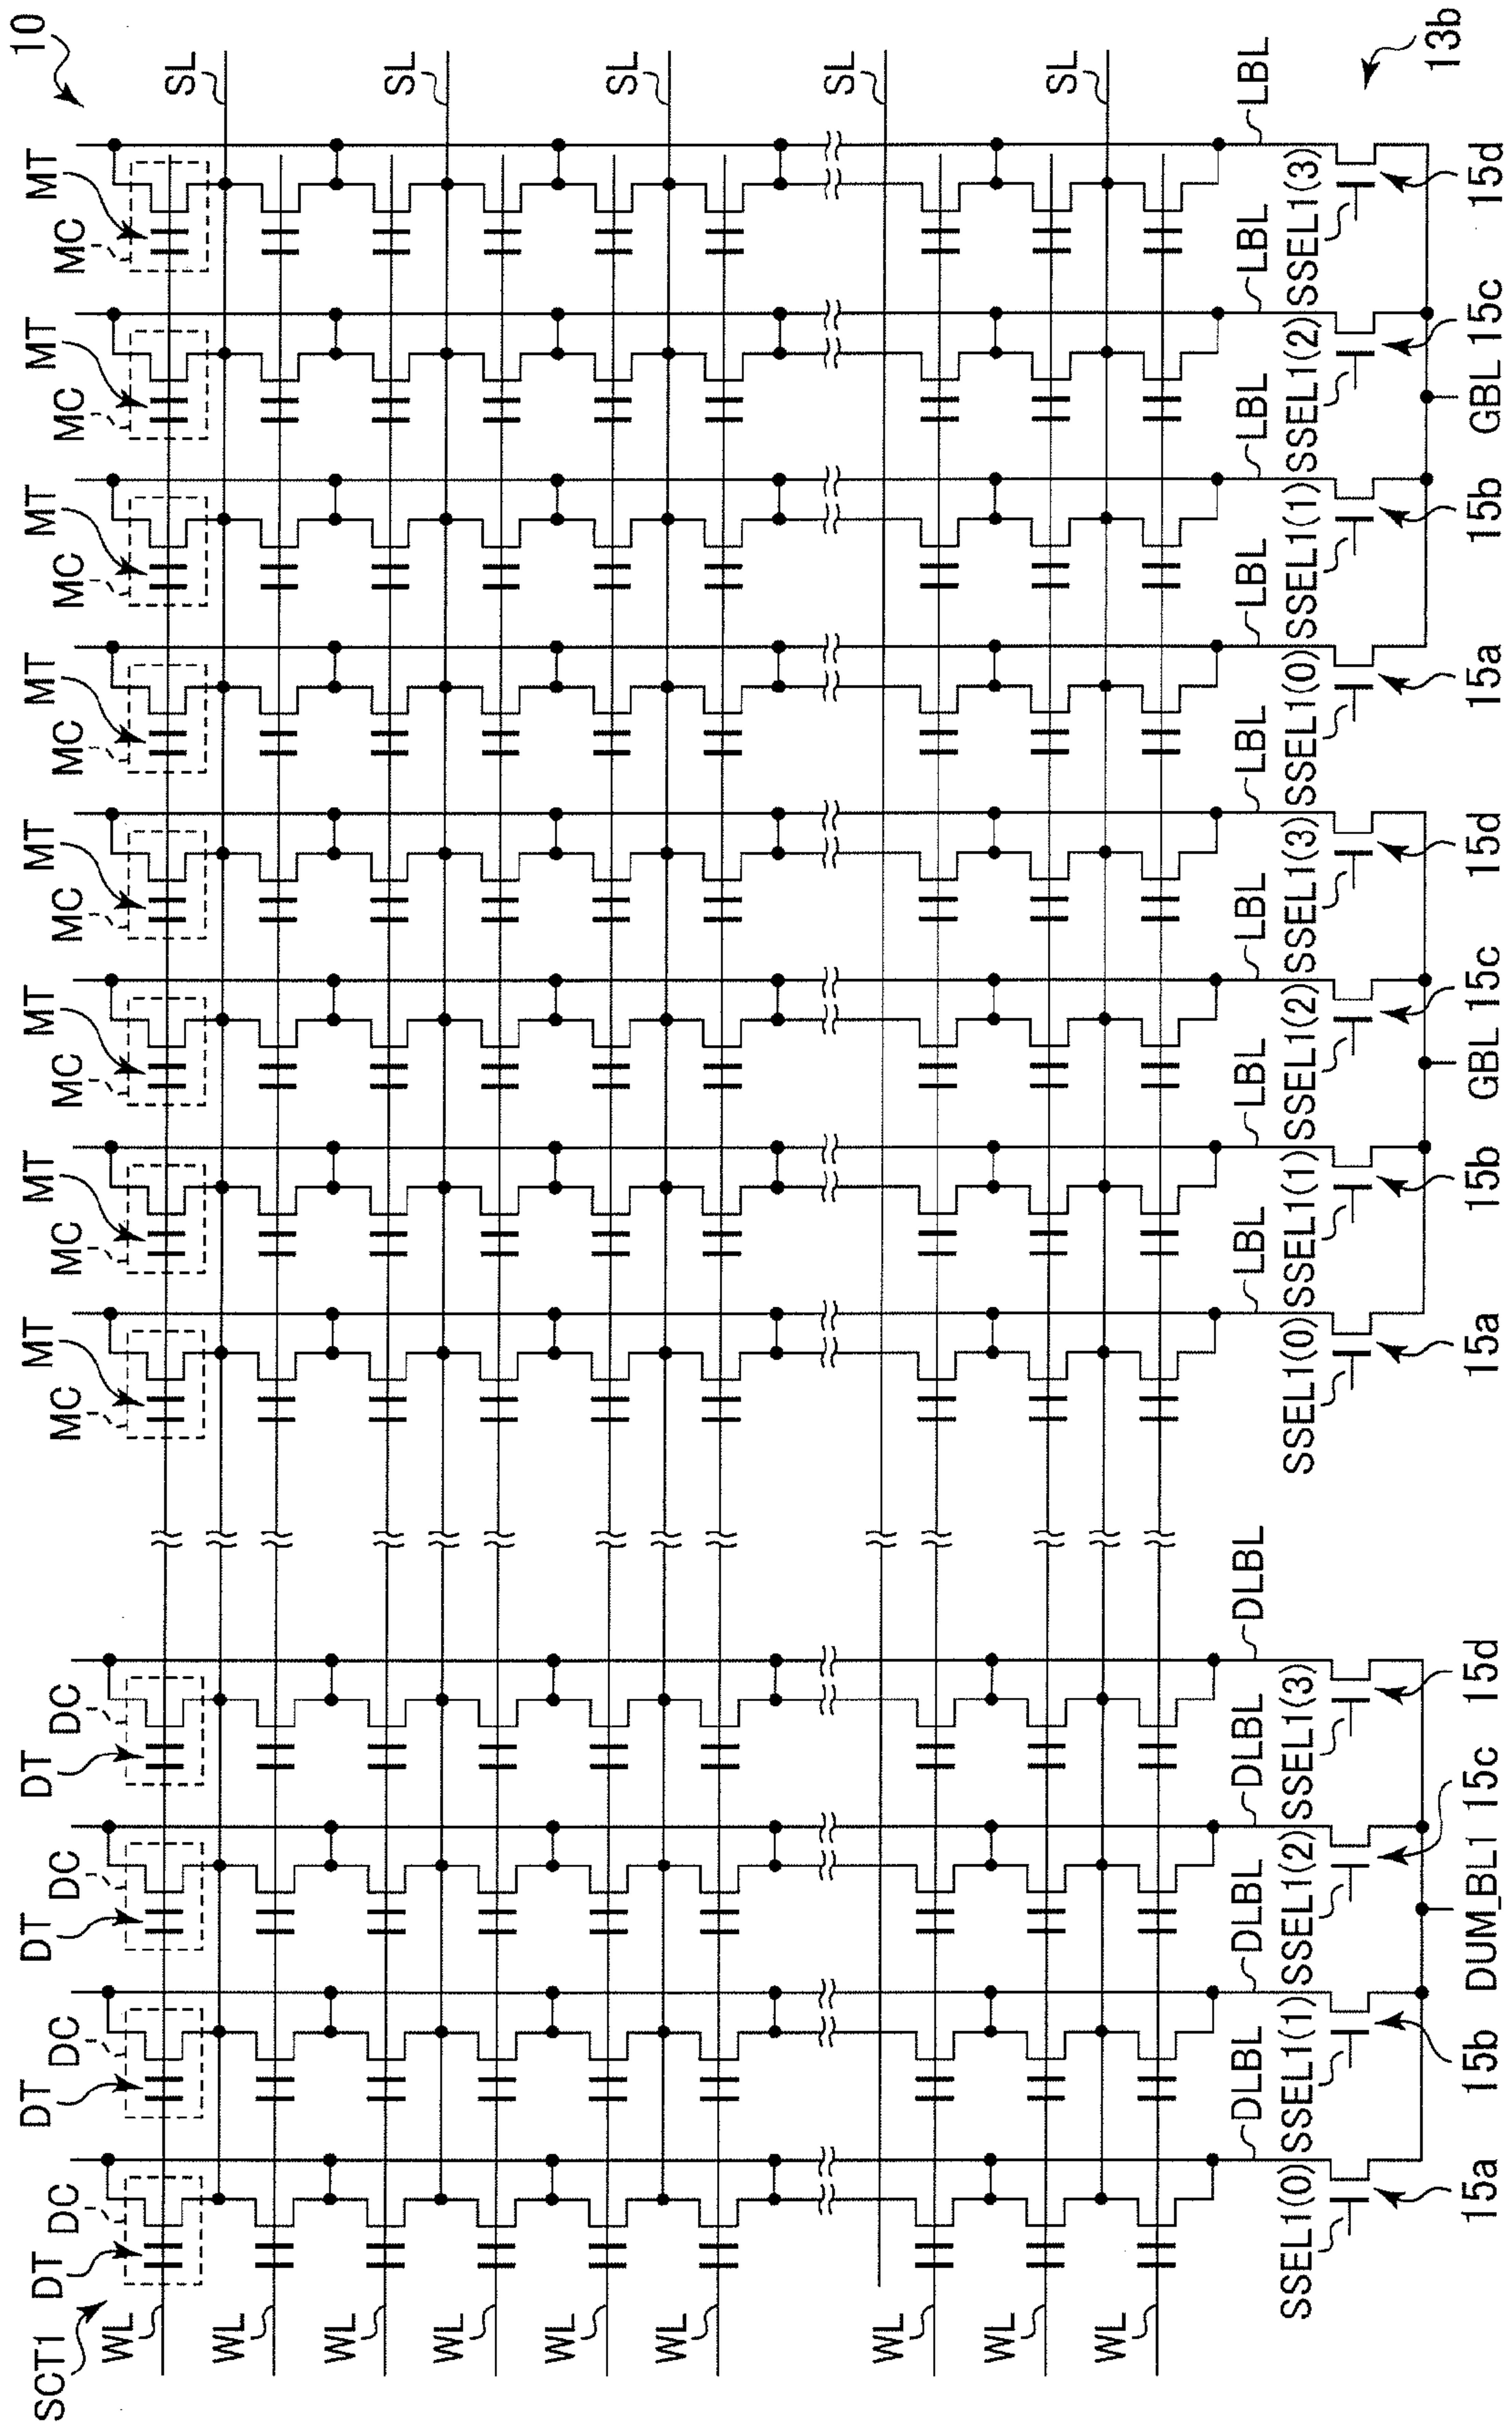 SCT1 DT DT DT DT MT MT MT MT MT MT MT MT 10
DC DC DC DC MC MC MC MC MC MC MC MC
WL
SL
WL
WL
SL
WL
WL
SL
WL
SL
WL
WL
SL
WL
DLBL DLBL DLBL DLBL LBL LBL LBL LBL LBL LBL LBL LBL
SSEL1(0) SSEL1(1) SSEL1(2) SSEL1(3) SSEL1(0) SSEL1(1) SSEL1(2) SSEL1(3) SSEL1(0) SSEL1(1) SSEL1(2) SSEL1(3)
13b
15a 15b DUM_BL1 15c 15d 15a 15b GBL 15c 15d 15a 15b GBL 15c 15d